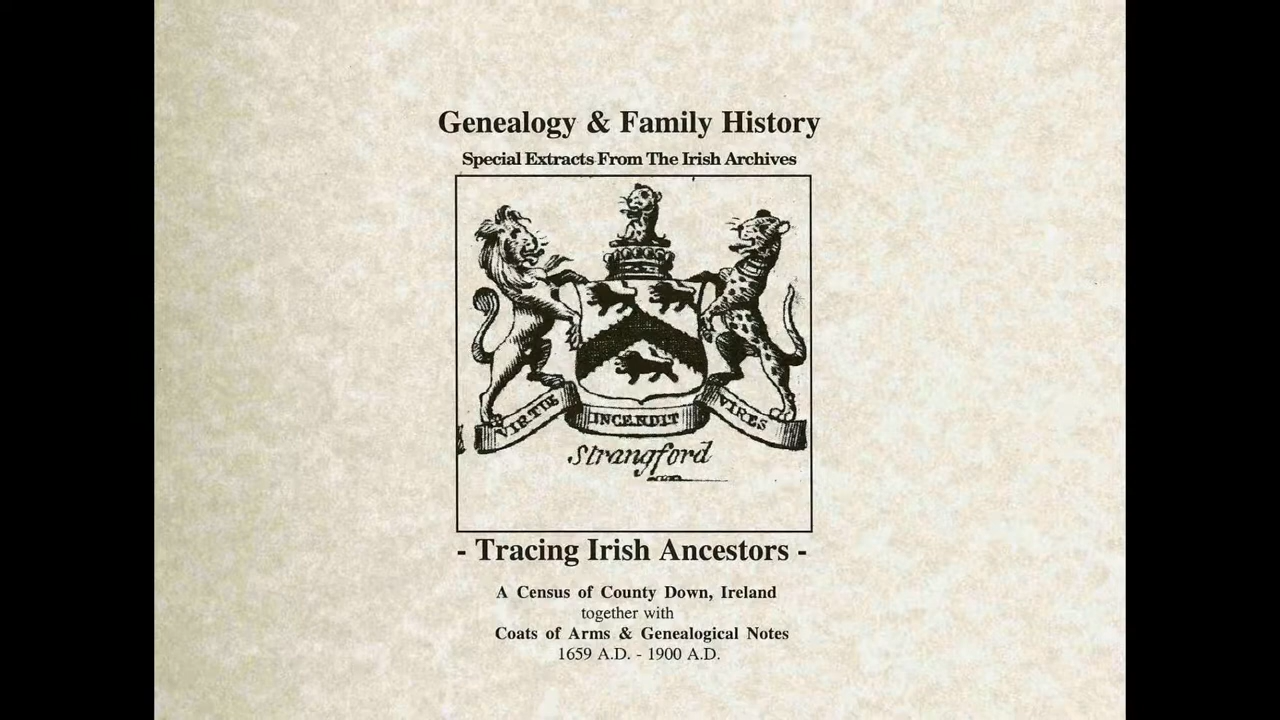 Genealogy & Family History
Special Extracts From The Irish Archives
VIRTUE INCENDIT VIRES
Strangford
- Tracing Irish Ancestors -
A Census of County Down, Ireland
together with
Coats of Arms & Genealogical Notes
1659 A.D. - 1900 A.D.